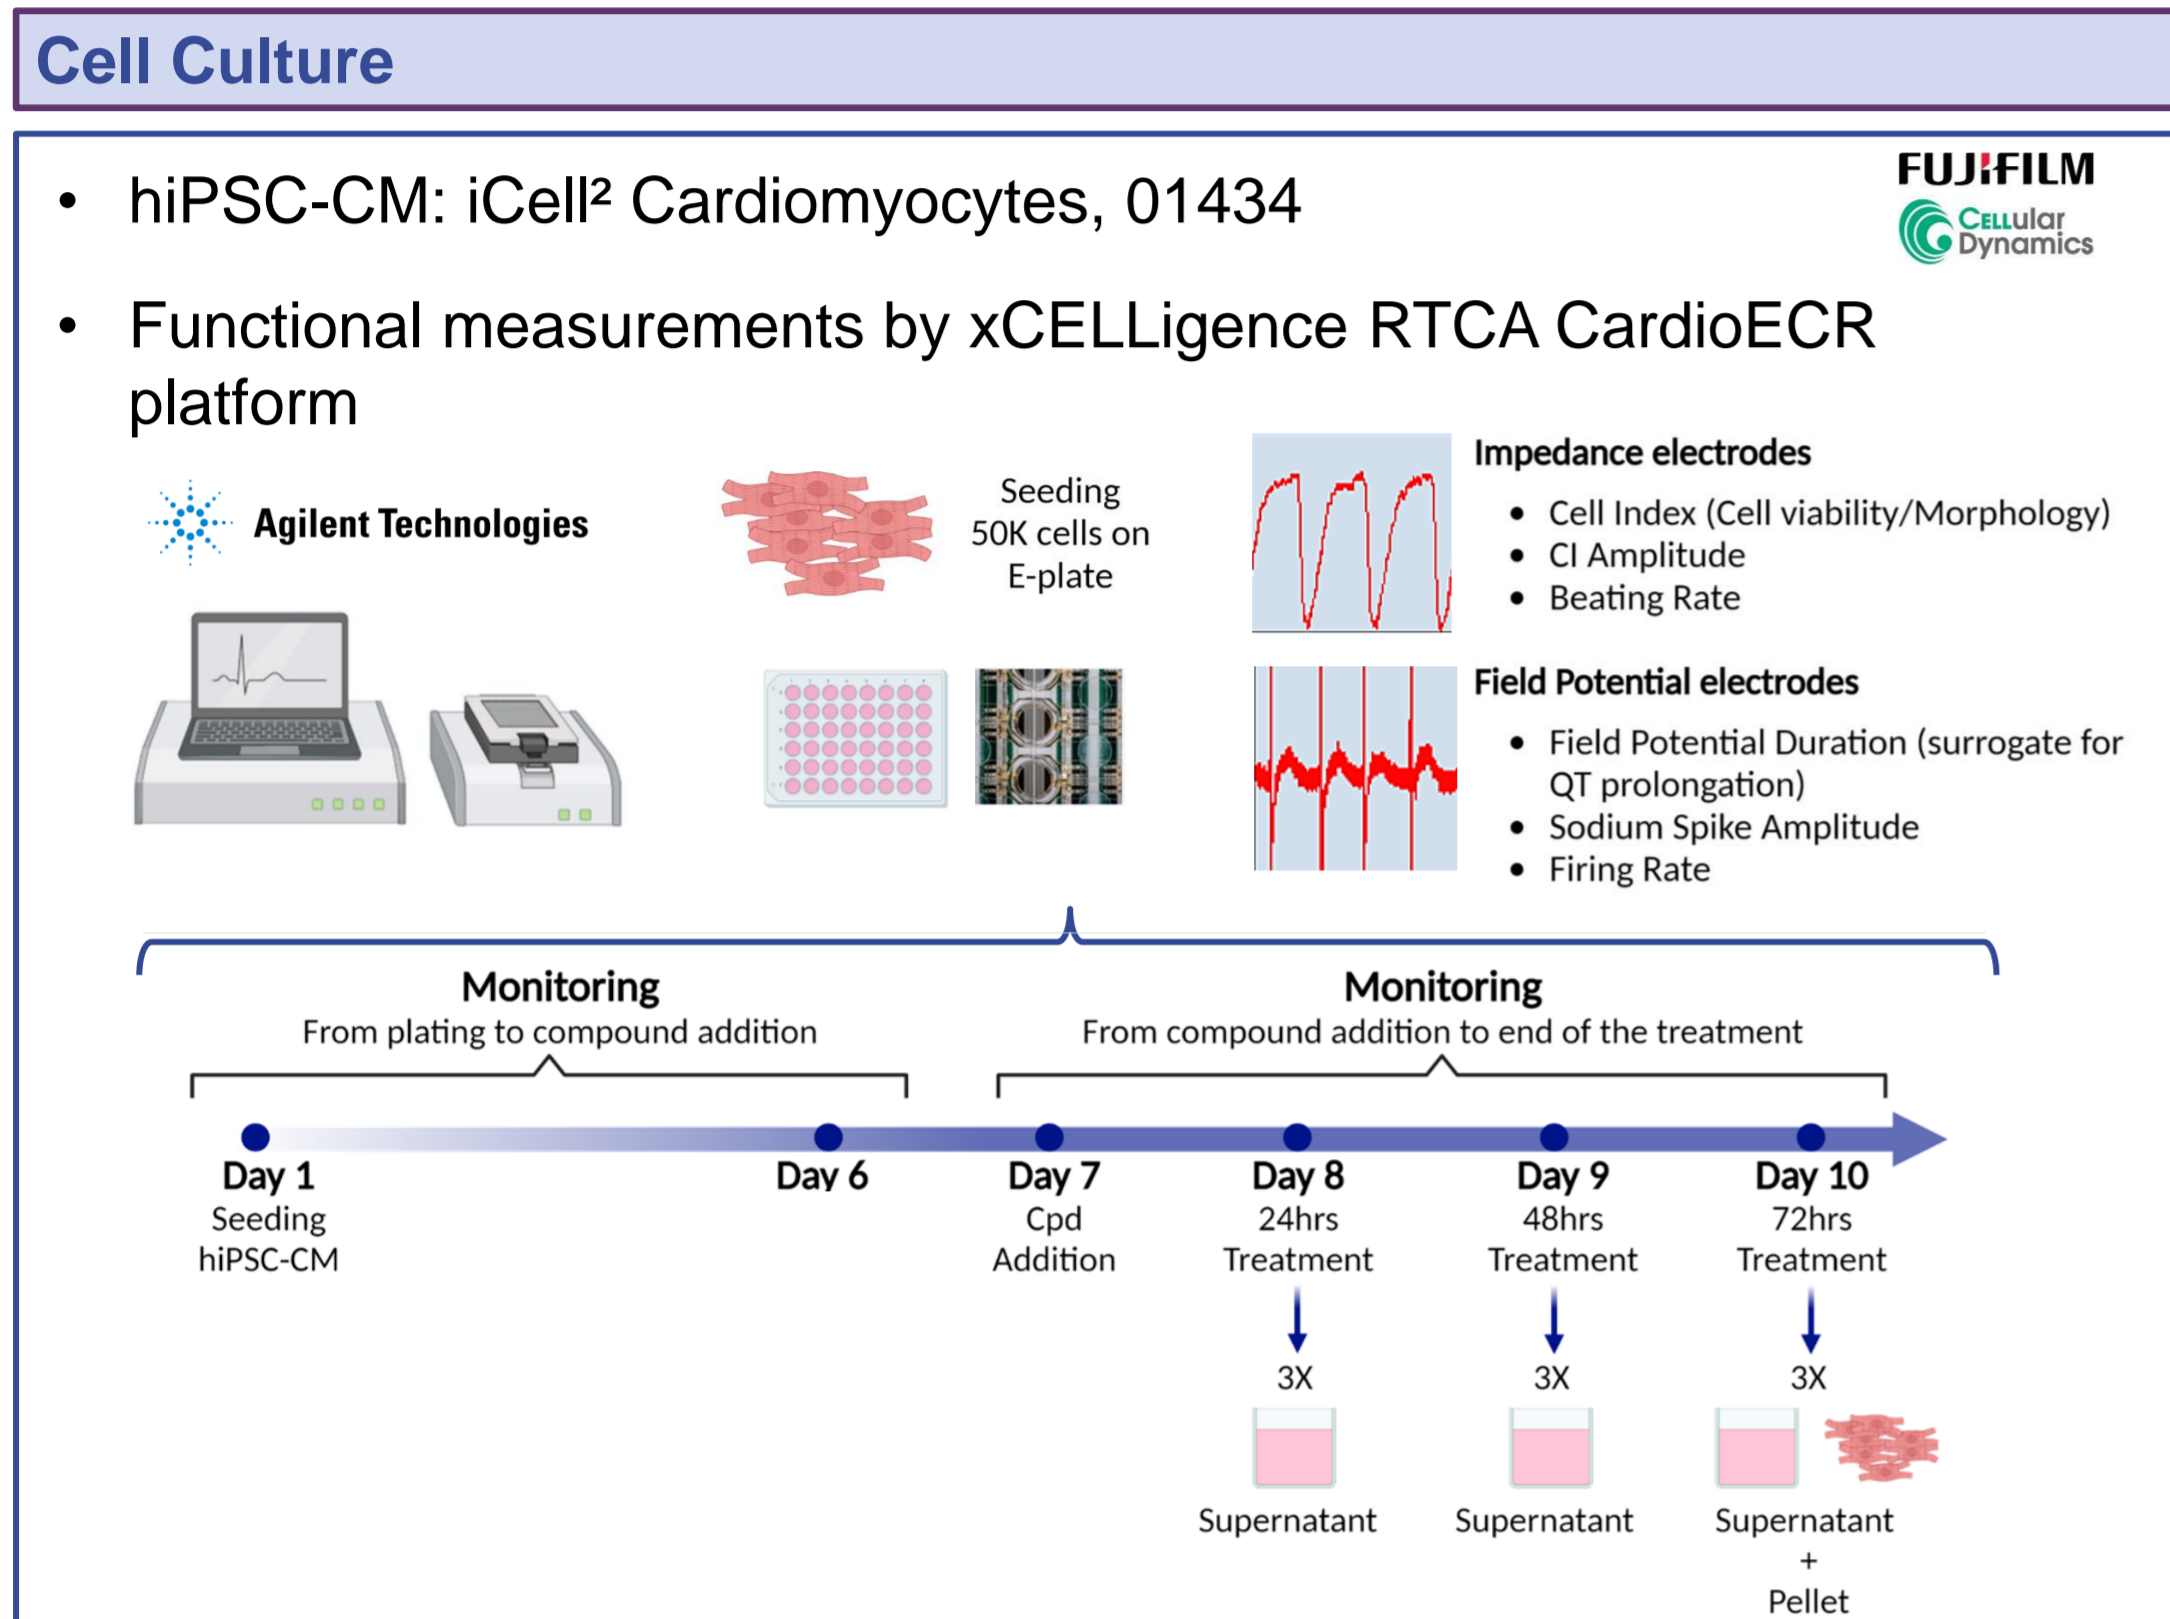 Cell Culture
• hiPSC-CM: iCell² Cardiomyocytes, 01434
FUJIFILM
CELLular
Dynamics
• Functional measurements by xCELLigence RTCA CardioECR
platform
Agilent Technologies
Seeding
50K cells on
E-plate
Impedance electrodes
• Cell Index (Cell viability/Morphology)
• CI Amplitude
• Beating Rate
Field Potential electrodes
• Field Potential Duration (surrogate for
QT prolongation)
• Sodium Spike Amplitude
• Firing Rate
Monitoring
From plating to compound addition
Monitoring
From compound addition to end of the treatment
Day 1
Seeding
hiPSC-CM
Day 6
Day 7
Cpd
Addition
Day 8
24hrs
Treatment
Day 9
48hrs
Treatment
Day 10
72hrs
Treatment
3X
3X
3X
Supernatant
Supernatant
Supernatant
+
Pellet